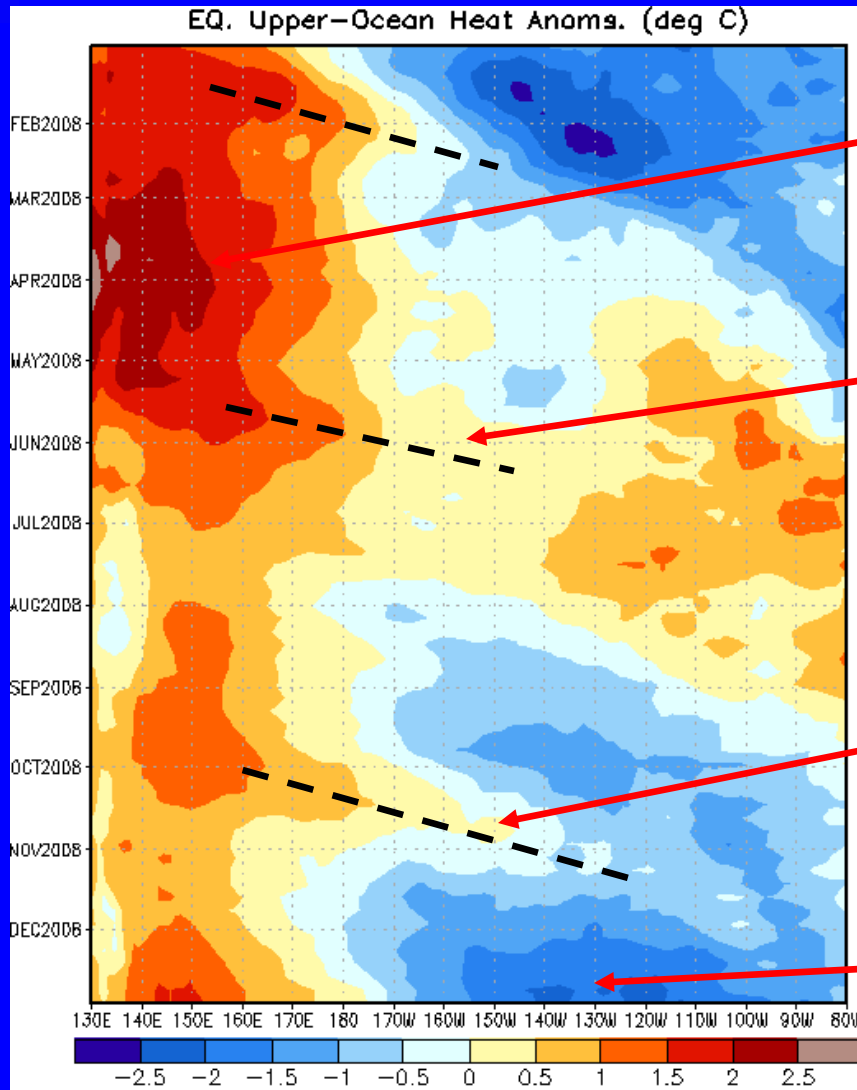 EQ. Upper-Ocean Heat Anoms. (deg C)
FEB2008
MAR2008
APR2008
MAY2008
JUN2008
JUL2008
AUG2008
SEP2008
OCT2008
NOV2008
DEC2008
130E 140E 150E 160E 170E 180 170W 160W 150W 140W 130W 120W 110W 100W 90W 80W
-2.5 -2 -1.5 -1 -0.5 0 0.5 1 1.5 2 2.5